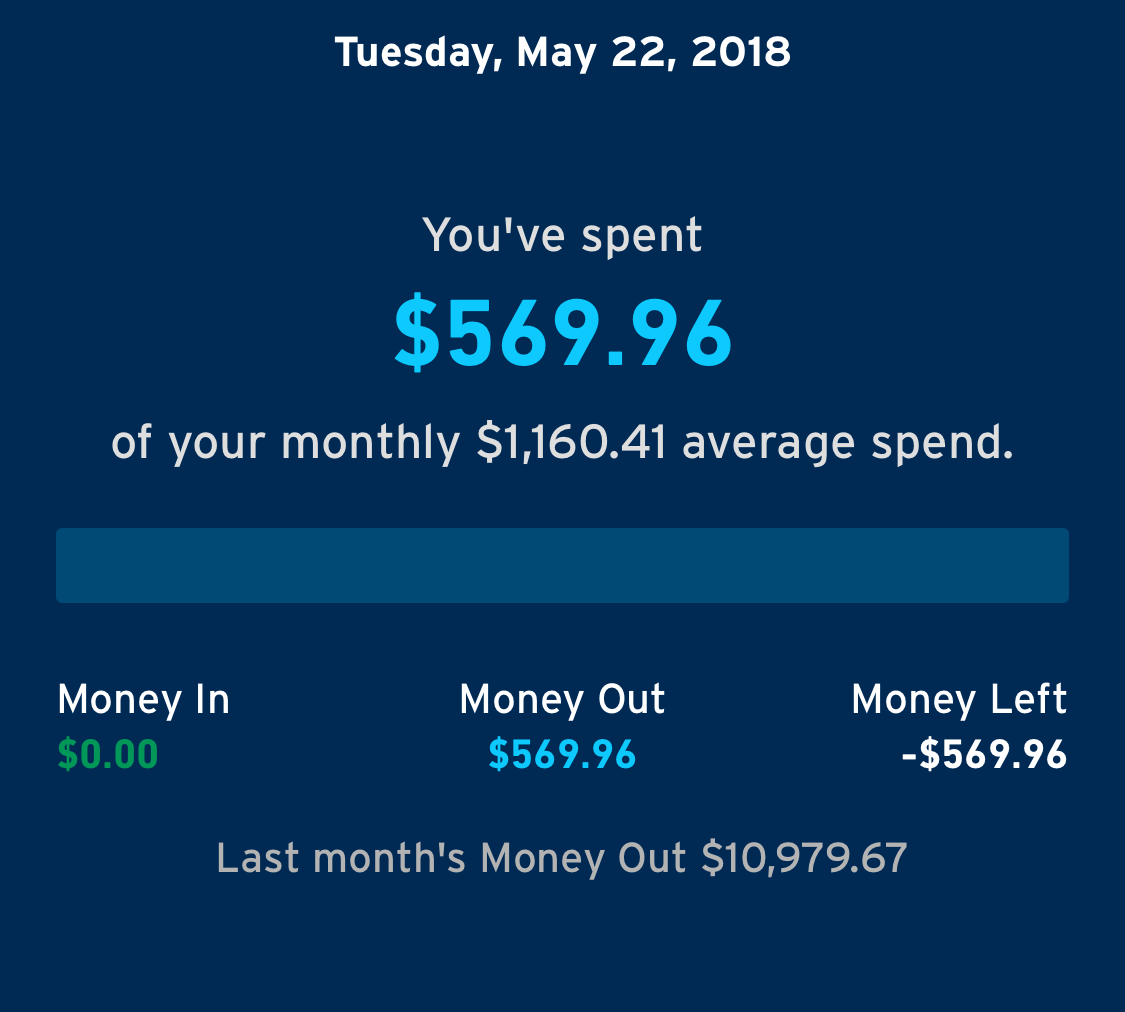 Tuesday, May 22, 2018
You've spent
$569.96
of your monthly $1,160.41 average spend.
Money In Money Out Money Left
$0.00 $569.96 -$569.96
Last month's Money Out $10,979.67